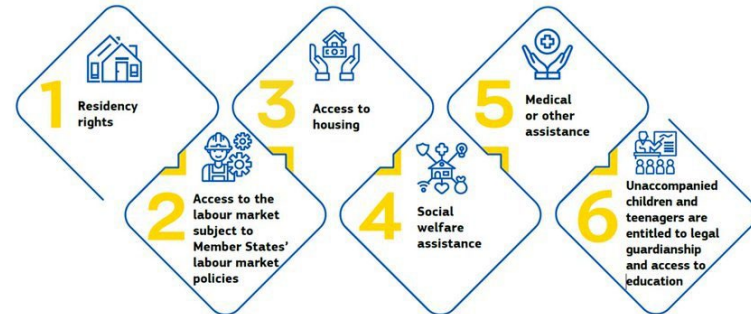 1
Residency
rights
2
Access to the
labour market
subject to
Member States’
labour market
policies
3
Access to
housing
4
Social
welfare
assistance
5
Medical
or other
assistance
6
Unaccompanied
children and
teenagers are
entitled to legal
guardianship
and access to
education